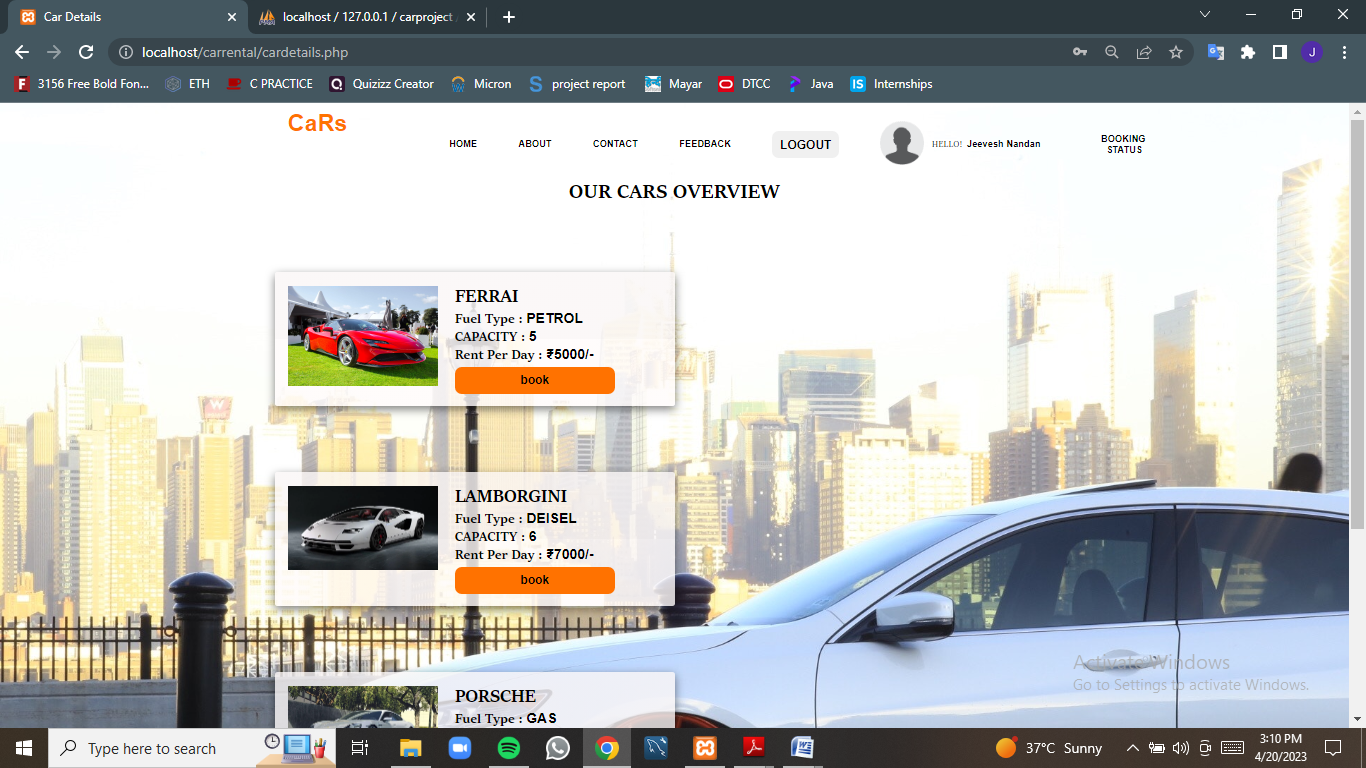 Car Details
localhost / 127.0.0.1 / carproject
localhost/carrental/cardetails.php
J
3156 Free Bold Fon...
ETH
C PRACTICE
Quizizz Creator
Micron
project report
Mayar
DTCC
Java
IS Internships
CaRs
HOME
ABOUT
CONTACT
FEEDBACK
LOGOUT
HELLO! Jeevesh Nandan
BOOKING
STATUS
OUR CARS OVERVIEW
FERRAI
Fuel Type : PETROL
CAPACITY : 5
Rent Per Day : ₹5000/-
book
LAMBORGINI
Fuel Type : DEISEL
CAPACITY : 6
Rent Per Day : ₹7000/-
book
PORSCHE
Fuel Type : GAS
Activate Windows
Go to Settings to activate Windows.
Type here to search
37°C Sunny
3:10 PM
4/20/2023